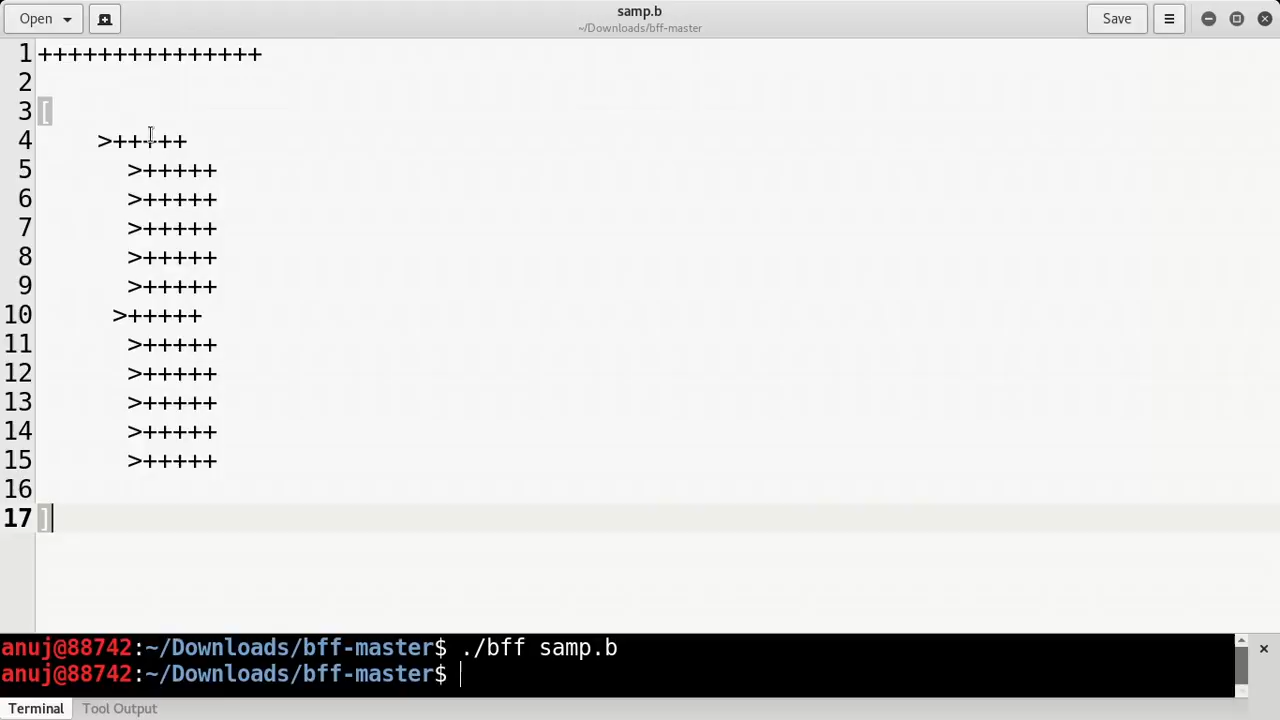 Open
samp.b
~/Downloads/bff-master
Save
1 +++++++++++++++
2
3 [
4 >+++++
5 >+++++
6 >+++++
7 >+++++
8 >+++++
9 >+++++
10 >+++++
11 >+++++
12 >+++++
13 >+++++
14 >+++++
15 >+++++
16
17 ]
anuj@88742:~/Downloads/bff-master$ ./bff samp.b
anuj@88742:~/Downloads/bff-master$
Terminal Tool Output